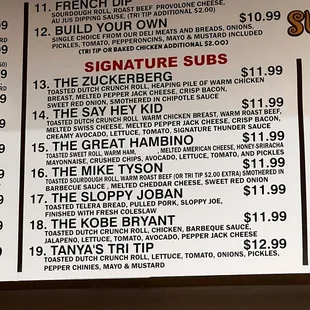 11. FRENCH DIP
SOURDOUGH ROLL, ROAST BEEF PROVOLONE CHEESE,
AU JUS DIPPING SAUCE, (TRI TIP ADDITIONAL $2.00)
12. BUILD YOUR OWN $10.99
SINGLE CHOICE FROM OUR DELI MEATS AND BREADS, ONIONS,
PICKLES, TOMATO, PEPPERONCINIS, MAYO & MUSTARD INCLUDED
(TRI TIP OR BAKED CHICKEN ADDITIONAL $2.00)
SIGNATURE SUBS
13. THE ZUCKERBERG $11.99
TOASTED DUTCH CRUNCH ROLL, HEAPING PILE OF WARM CHICKEN
BREAST, MELTED PEPPER JACK CHEESE, CRISP BACON,
SWEET RED ONION, SMOTHERED IN CHIPOTLE SAUCE
14. THE SAY HEY KID $11.99
TOASTED DUTCH CRUNCH ROLL WARM CHICKEN BREAST, WARM ROAST BEEF,
MELTED SWISS CHEESE, MELTED PEPPER JACK CHEESE, CRISP BACON,
CREAMY AVOCADO, LETTUCE, TOMATO, SIGNATURE THUNDER SAUCE
15. THE GREAT HAMBINO $11.99
TOASTED SWEET ROLL, WARM HAM, MELTED AMERICAN CHEESE, HONEY-SRIRACHA
MAYONNAISE, CRUSHED CHIPS, AVOCADO, LETTUCE, TOMATO, AND PICKLES
16. THE MIKE TYSON $11.99
TOASTED SOURDOUGH ROLL, WARM ROAST BEEF (OR TRI TIP $2.00 EXTRA) SMOTHERED IN
BARBECUE SAUCE, MELTED CHEDDAR CHEESE, SWEET RED ONION
17. THE SLOPPY JOBAN $11.99
TOASTED TELERA BREAD, PULLED PORK, SLOPPY JOE,
FINISHED WITH FRESH COLESLAW
18. THE KOBE BRYANT $11.99
TOASTED DUTCH CRUNCH ROLL, CHICKEN, BARBEQUE SAUCE,
JALAPENO, LETTUCE, TOMATO, AVOCADO, PEPPER JACK CHEESE
19. TANYA'S TRI TIP $12.99
TOASTED DUTCH CRUNCH ROLL, LETTUCE, TOMATO, ONIONS, PICKLES,
PEPPER CHINIES, MAYO & MUSTARD